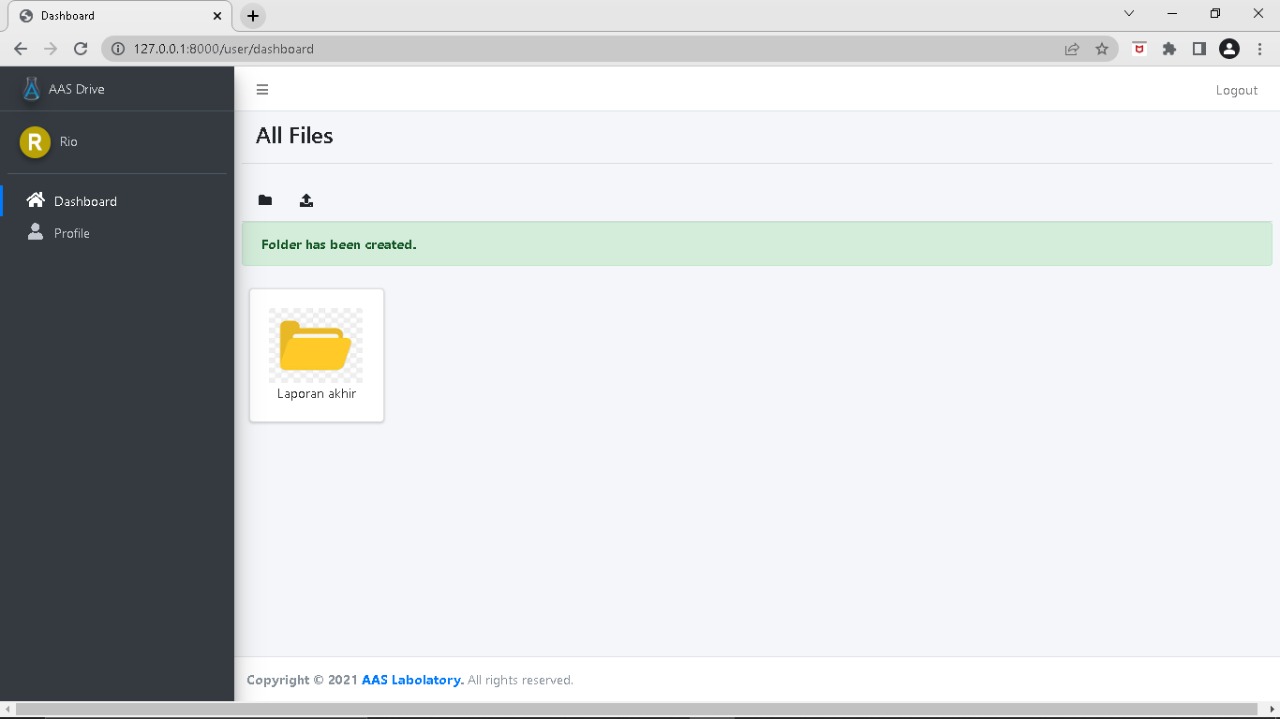 Dashboard
127.0.0.1:8000/user/dashboard
AAS Drive
Logout
R
Rio
All Files
Dashboard
Profile
Folder has been created.
Laporan akhir
Copyright © 2021 AAS Labolatory. All rights reserved.